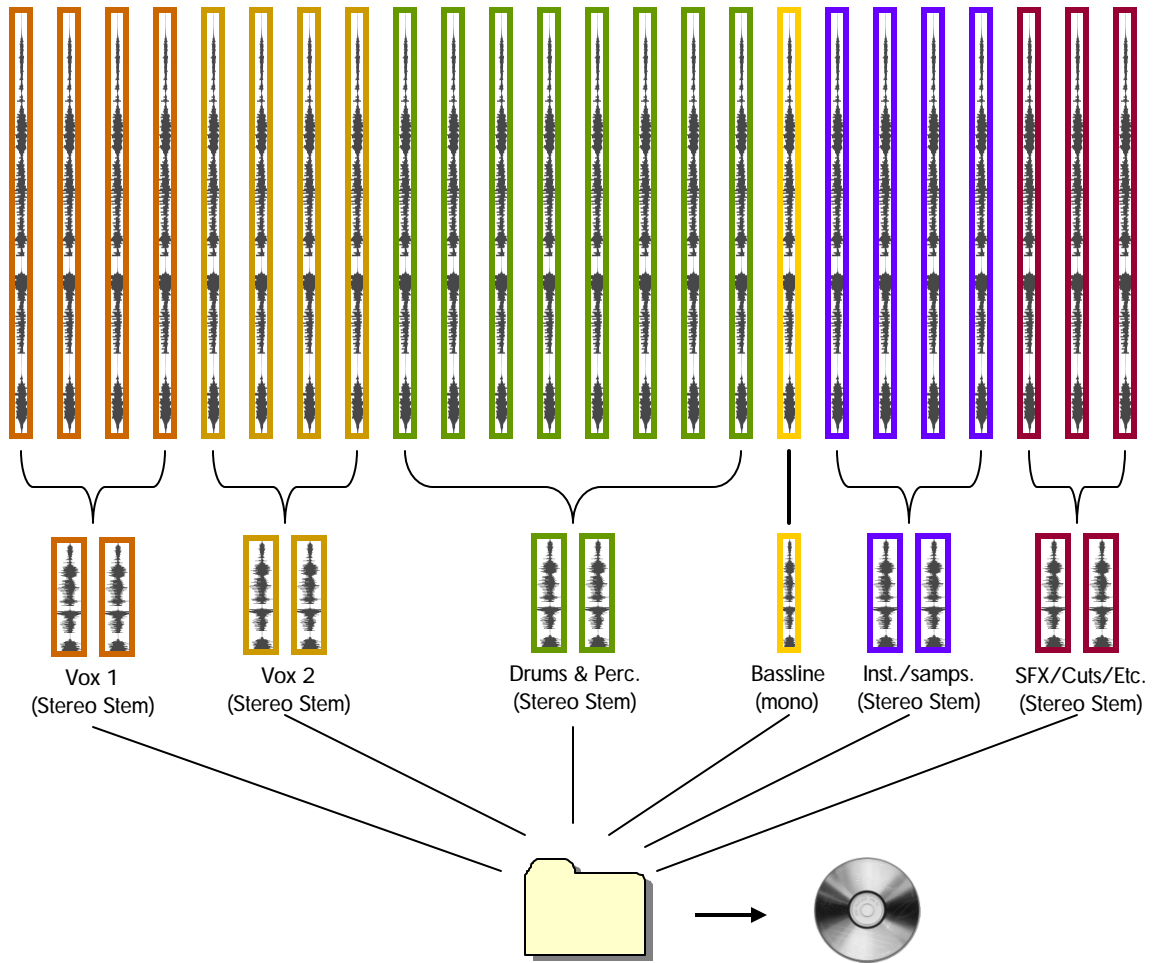 Vox 1
(Stereo Stem)
Vox 2
(Stereo Stem)
Drums & Perc.
(Stereo Stem)
Bassline
(mono)
Inst./samps.
(Stereo Stem)
SFX/Cuts/Etc.
(Stereo Stem)